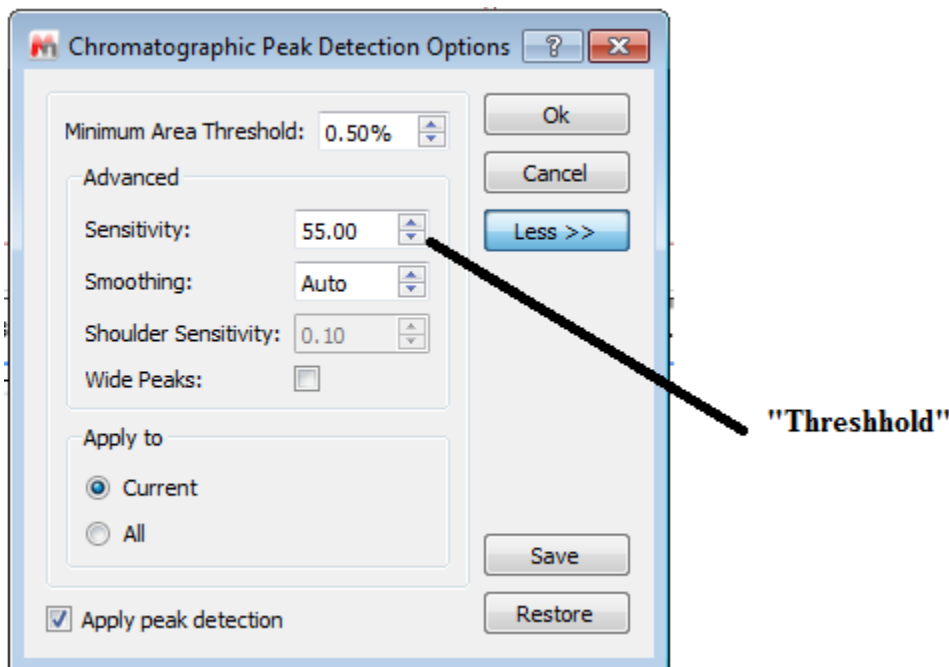 Chromatographic Peak Detection Options
Minimum Area Threshold: 0.50%
Ok
Advanced
Cancel
Sensitivity: 55.00
Less >>
Smoothing: Auto
Shoulder Sensitivity: 0.10
Wide Peaks:
"Threshhold"
Apply to
Current
All
Save
Apply peak detection
Restore